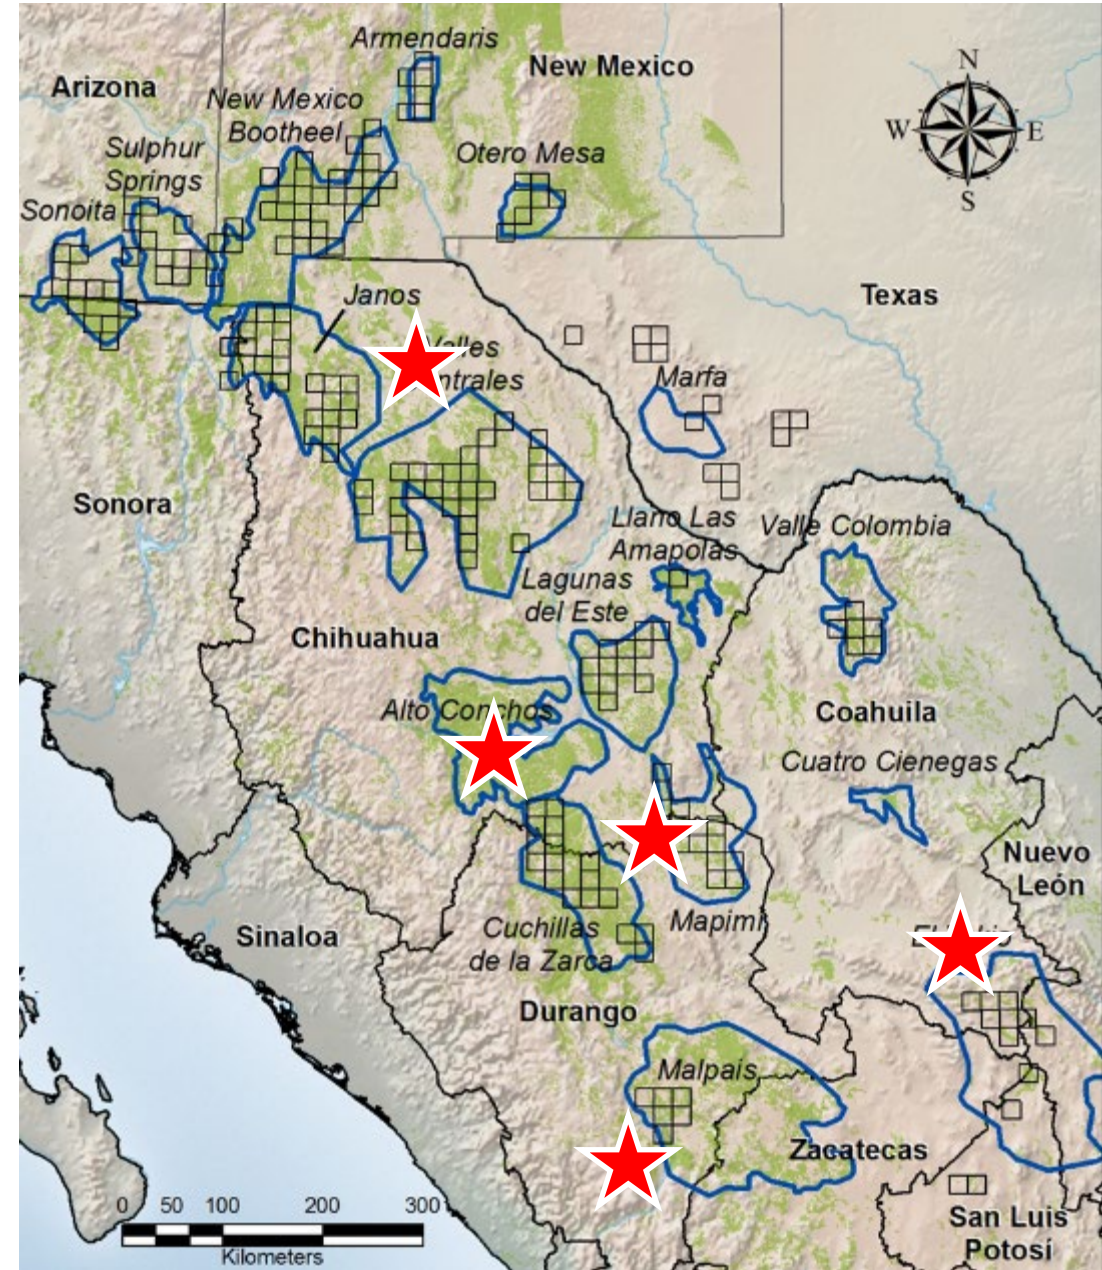 Armendaris
New Mexico
Arizona
New Mexico
Bootheel
N
W
E
S
Sulphur
Springs
Otero Mesa
Sonoita
Janos
Texas
Marfa
Sonora
Llano Las
Amapolas
Valle Colombia
Lagunas
del Este
Chihuahua
Alto Conchos
Coahuila
Cuatro Cienegas
Nuevo
León
Mapimi
Sinaloa
Cuchillas
de la Zarca
Durango
Malpais
Zacatecas
San Luis
Potosí
0 50 100 200 300
Kilometers